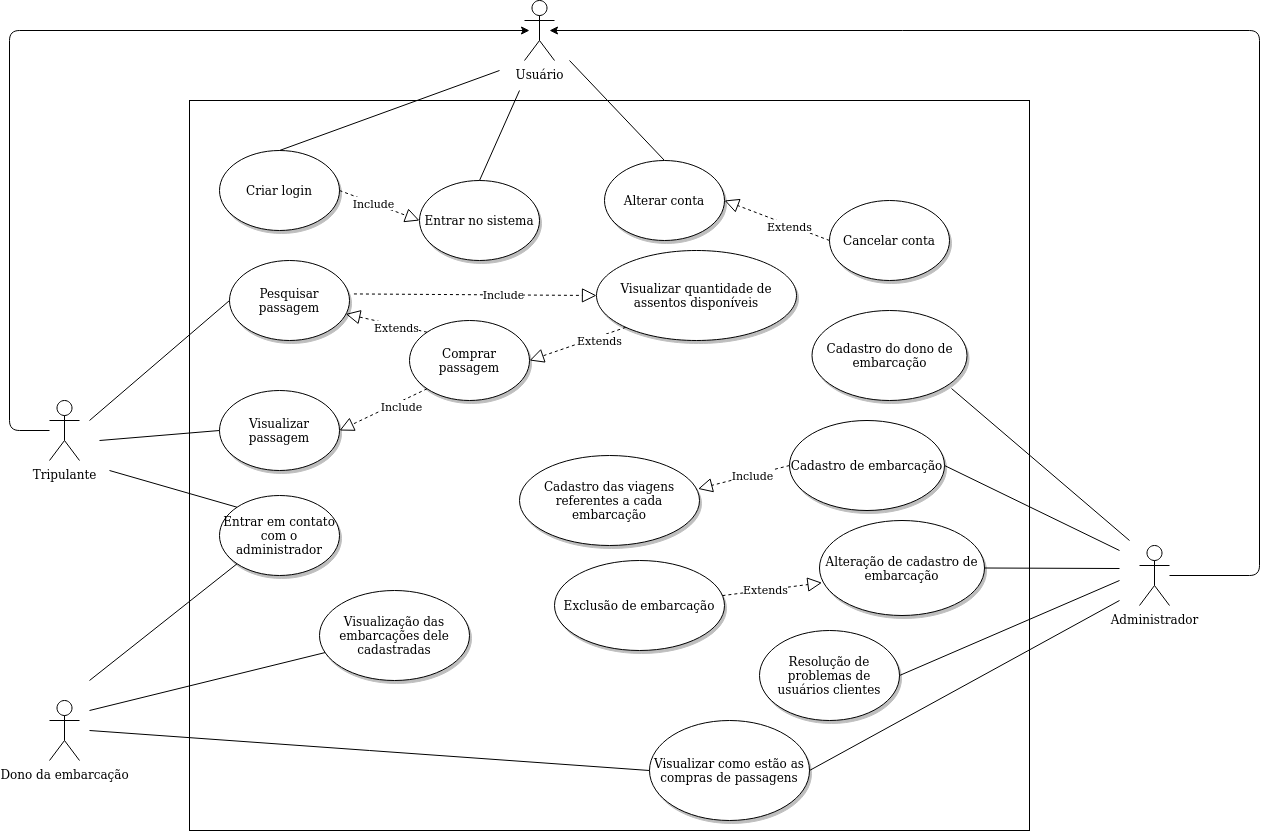 Usuário
Criar login
Include
Entrar no sistema
Alterar conta
Extends
Cancelar conta
Pesquisar
passagem
Include
Visualizar quantidade de
assentos disponíveis
Extends
Extends
Comprar
passagem
Cadastro do dono de
embarcação
Include
Visualizar
passagem
Tripulante
Cadastro de embarcação
Include
Cadastro das viagens
referentes a cada
embarcação
Entrar em contato
com o
administrador
Alteração de cadastro de
embarcação
Extends
Exclusão de embarcação
Administrador
Visualização das
embarcações dele
cadastradas
Resolução de
problemas de
usuários clientes
Dono da embarcação
Visualizar como estão as
compras de passagens